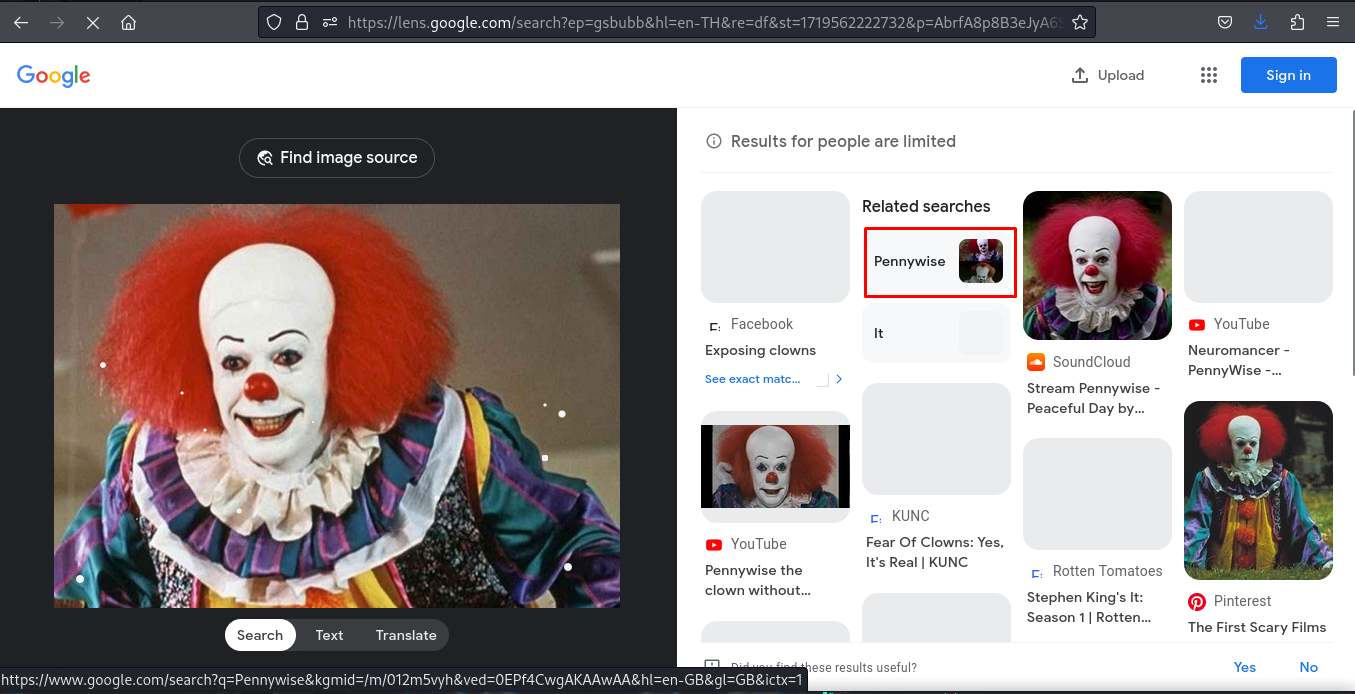 https://lens.google.com/search?ep=gsbubb&hl=en-TH&re=df&st=1719562222732&p=AbrfA8p8B3eJyA6S
Google
Upload
Sign in
Find image source
Results for people are limited
Facebook
Exposing clowns
See exact matc...
YouTube
Pennywise the
clown without...
Related searches
Pennywise
It
KUNC
Fear Of Clowns: Yes,
It's Real | KUNC
SoundCloud
Stream Pennywise -
Peaceful Day by...
Rotten Tomatoes
Stephen King's It:
Season 1 | Rotten...
YouTube
Neuromancer -
PennyWise -...
Pinterest
The First Scary Films
Search
Text
Translate
Did you find these results useful?
Yes
No
https://www.google.com/search?q=Pennywise&kgmid=/m/012m5vyh&ved=0EPf4CwgAKAAwAA&hl=en-GB&gl=GB&ictx=1